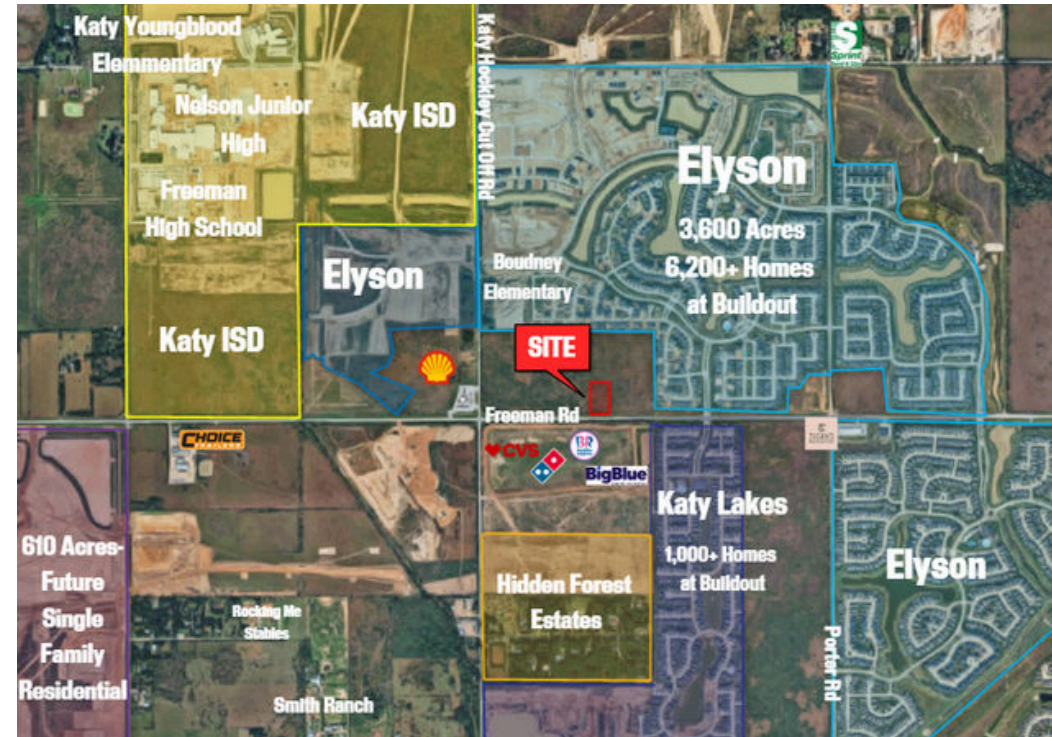 Katy Youngblood
Elemmentary
Nelson Junior
High
Freeman
High School
Katy ISD
Katy ISD
Katy Hockley Cut Off Rd
Sprint
Elyson
3,600 Acres
6,200+ Homes
at Buildout
Elyson
Boudney
Elementary
SITE
Freeman Rd
CHOICE
CVS
BR
BigBlue
Katy Lakes
1,000+ Homes
at Buildout
610 Acres-
Future
Single
Family
Residential
Hidden Forest
Estates
Elyson
Rocking Me
Stables
Smith Ranch
Porter Rd